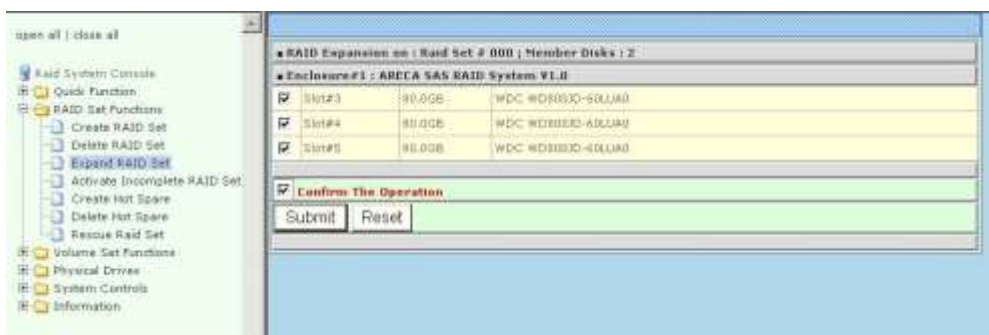 open all | close all
Raid System Console
Quick Function
RAID Set Functions
Create RAID Set
Delete RAID Set
Expand RAID Set
Activate Incomplete RAID Set
Create Hot Spare
Delete Hot Spare
Rescue Raid Set
Volume Set Functions
Physical Drives
System Controls
Information
RAID Expansion on : Raid Set # 000 ; Member Disks : 2
Enclosure#1 : ARECA SAS RAID System V1.0
Slot#3 80.0GB WDC
Slot#4 80.0GB WDC
Slot#5 80.0GB WDC
Confirm The Operation
Submit Reset